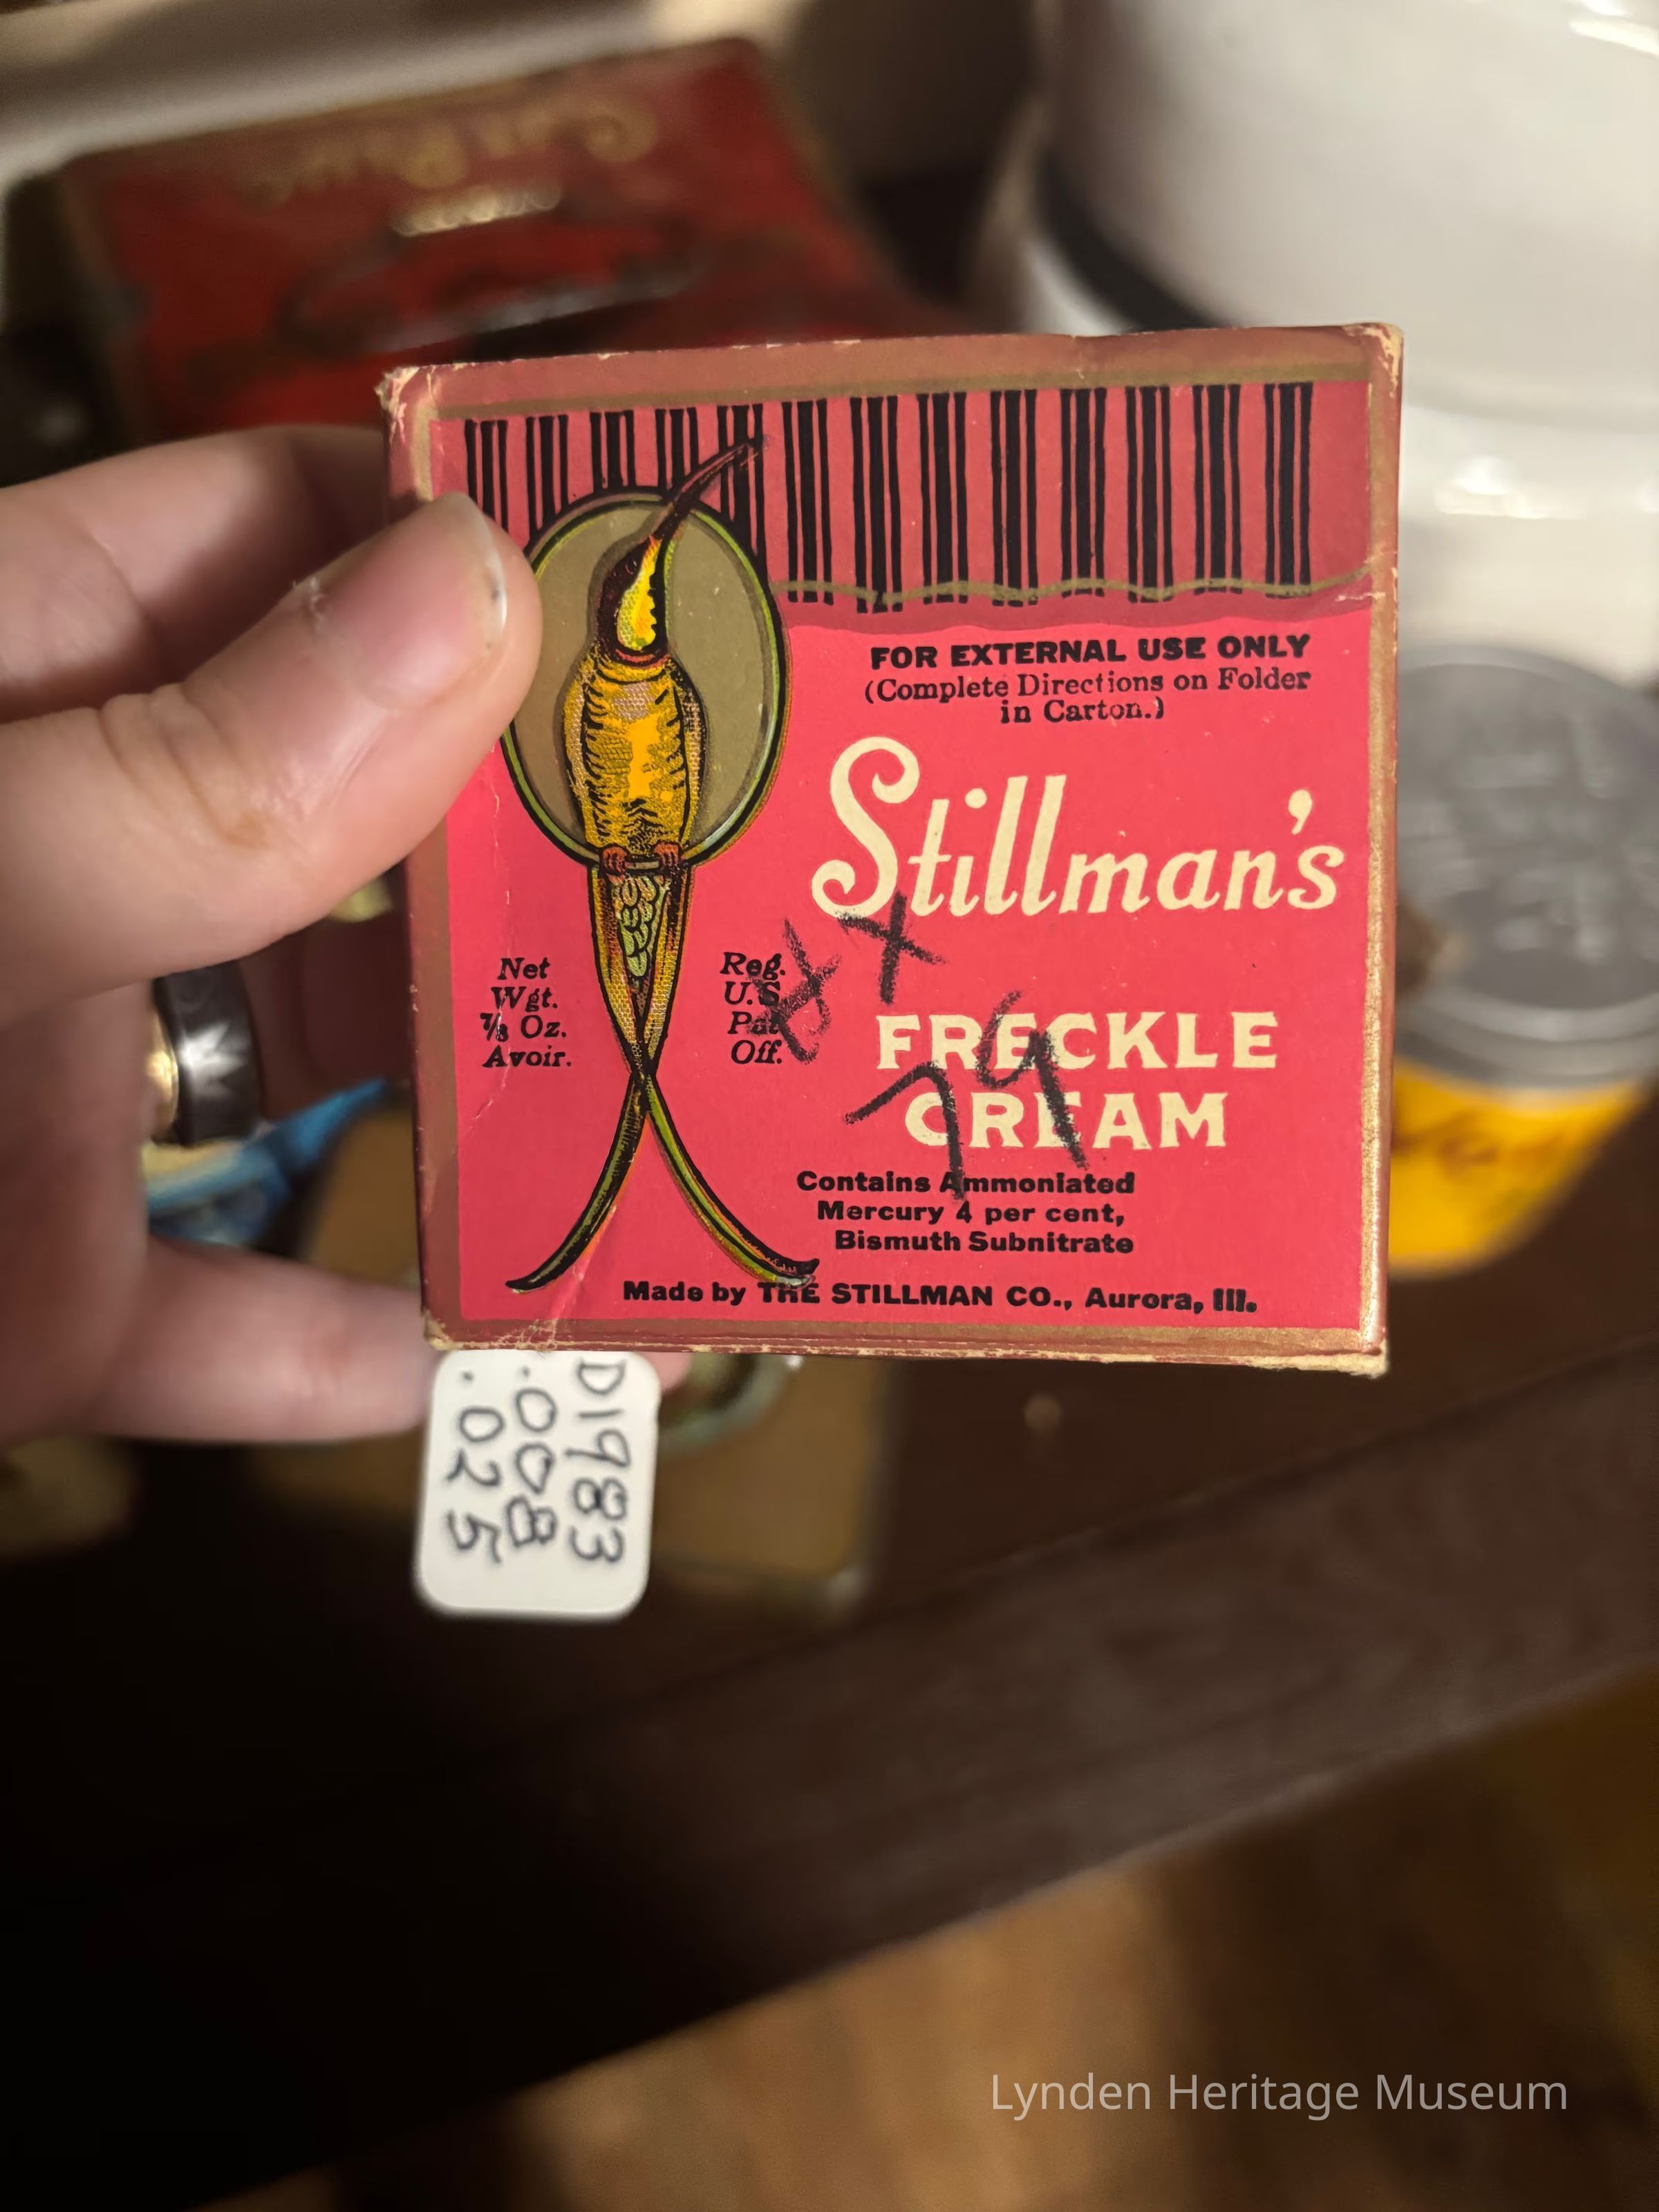 FOR EXTERNAL USE ONLY
(Complete Directions on Folder
in Carton.)
Stillman's
Net
Wgt.
⅞ Oz.
Avoir.
Reg.
U.S.
Pat.
Off.
79
FRECKLE
CREAM
Contains Ammoniated
Mercury 4 per cent,
Bismuth Subnitrate
Made by THE STILLMAN CO., Aurora, Ill.
D1983
.008
.025
Lynden Heritage Museum